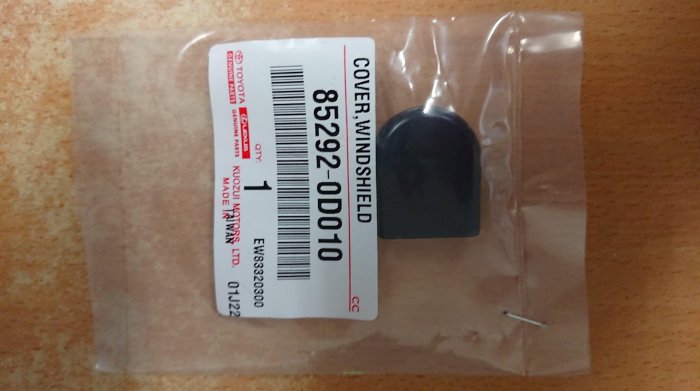 COVER,WINDSHIELD
CC
85292-0D010
EW83320300
QTY:
1
01J22
TOYOTA
GENUINE PARTS
LEXUS
GENUINE PARTS
KUOZUI MOTORS, LTD.
MADE IN TAIWAN